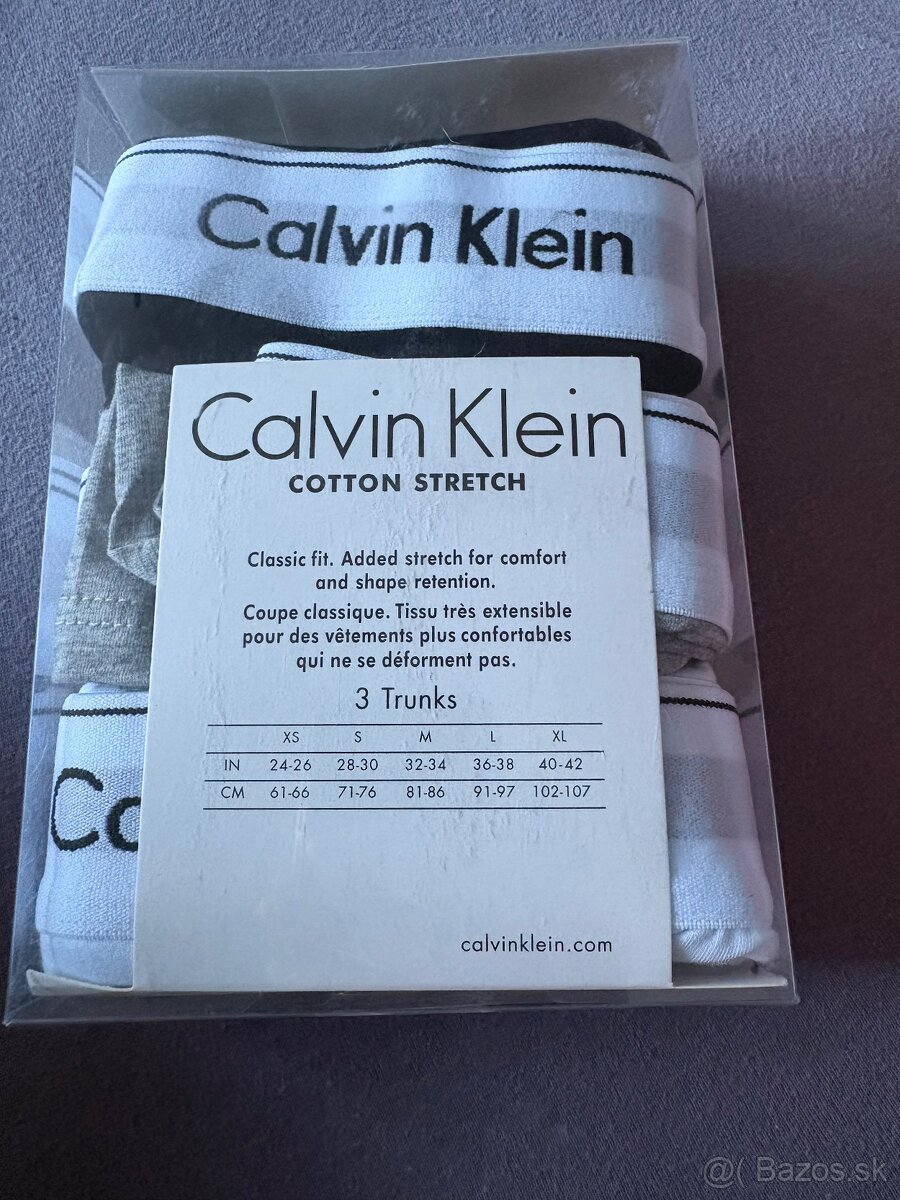 Calvin Klein
Calvin Klein
COTTON STRETCH
Classic fit. Added stretch for comfort
and shape retention.
Coupe classique. Tissu très extensible
pour des vêtements plus confortables
qui ne se déforment pas.
3 Trunks
XS S M L XL
IN 24-26 28-30 32-34 36-38 40-42
CM 61-66 71-76 81-86 91-97 102-107
Ca
calvinklein.com
@( Bazos.sk